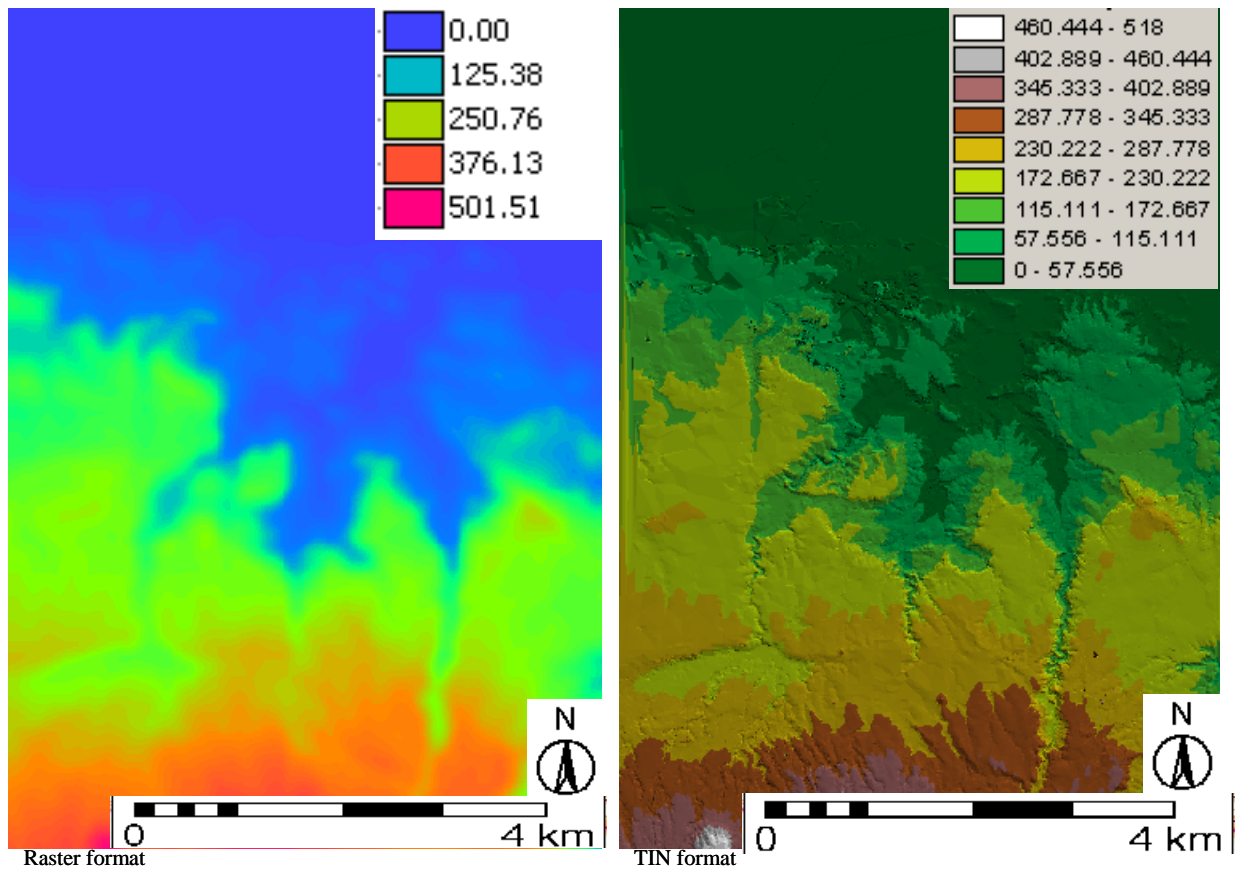 0.00
125.38
250.76
376.13
501.51
N
0 4 km
Raster format
460.444 - 518
402.889 - 460.444
345.333 - 402.889
287.778 - 345.333
230.222 - 287.778
172.667 - 230.222
115.111 - 172.667
57.556 - 115.111
0 - 57.556
N
0 4 km
TIN format